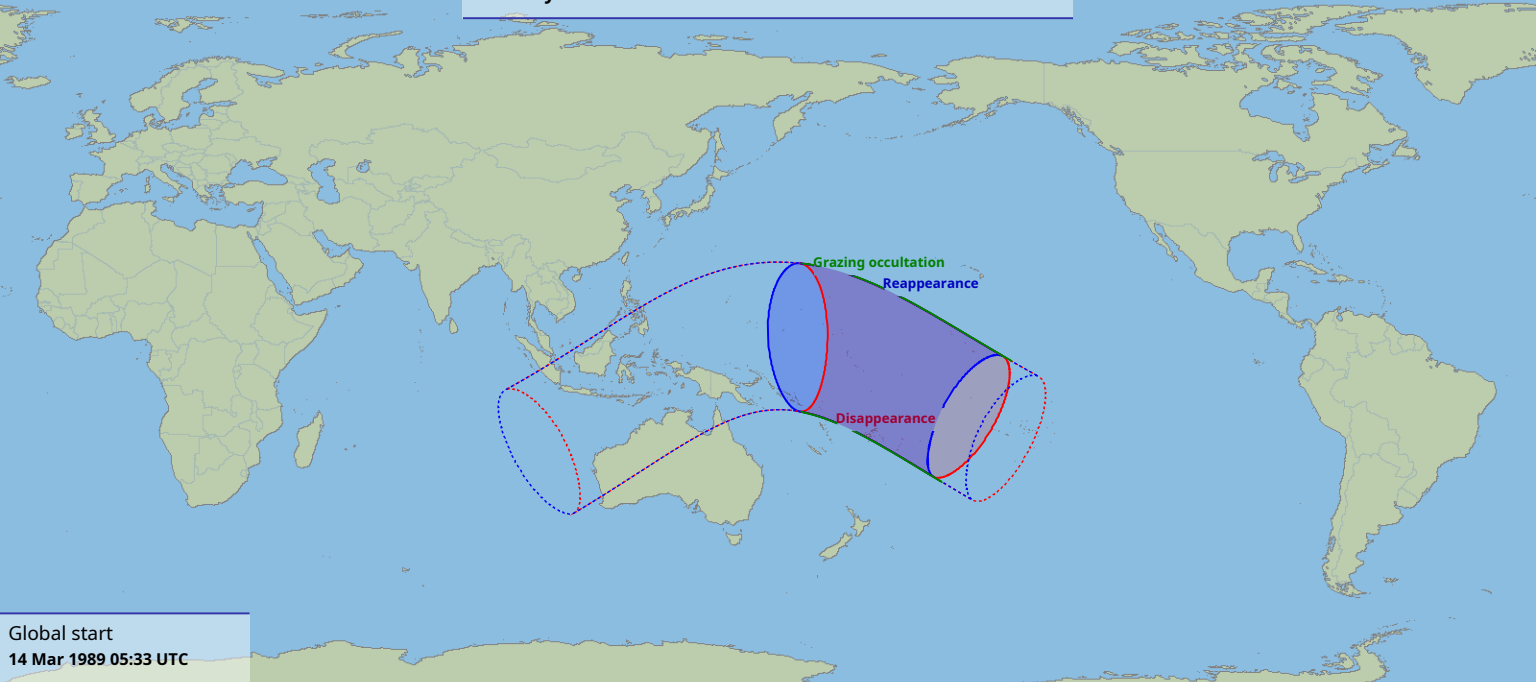 Grazing occultation
Reappearance
Disappearance
Global start
14 Mar 1989 05:33 UTC